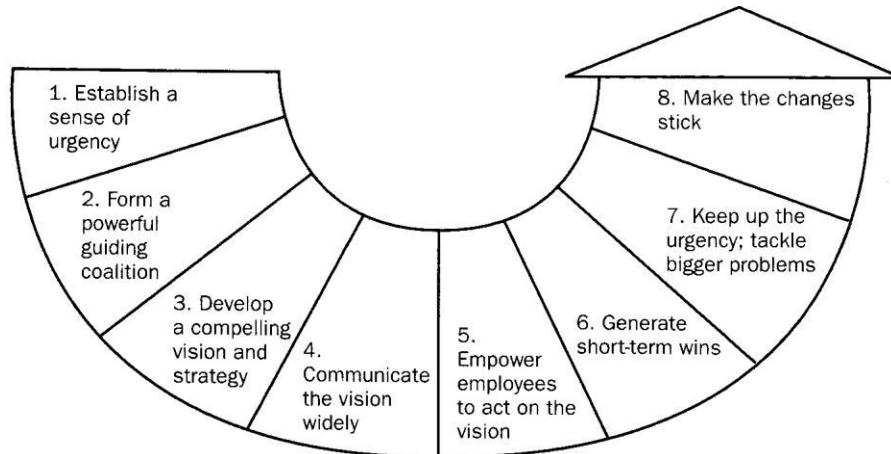 1. Establish a
sense of
urgency
2. Form a
powerful
guiding
coalition
3. Develop
a compelling
vision and
strategy
4.
Communicate
the vision
widely
5.
Empower
employees
to act on the
vision
6. Generate
short-term wins
7. Keep up the
urgency; tackle
bigger problems
8. Make the changes
stick